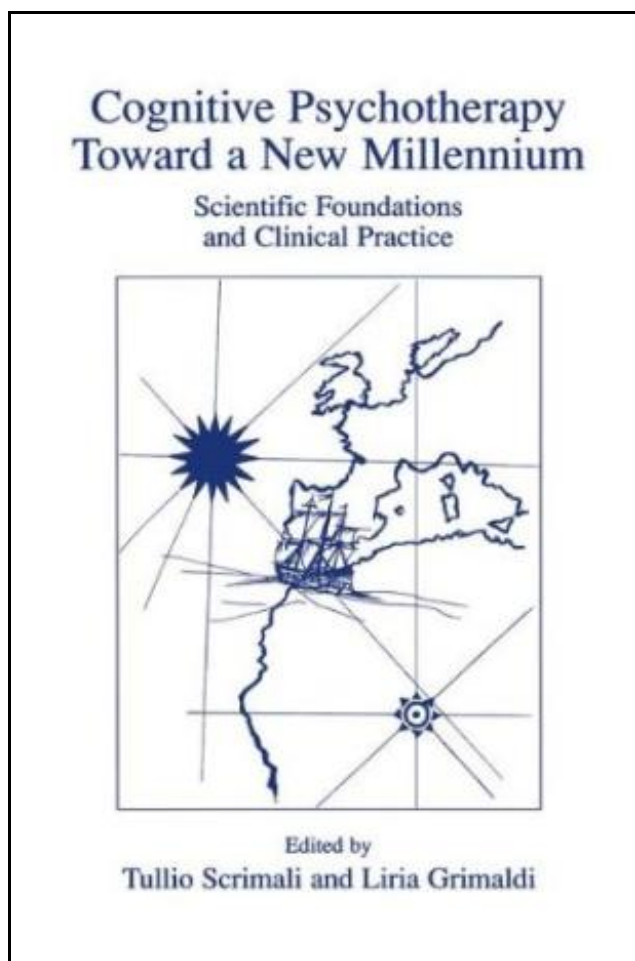 Cognitive Psychotherapy
Toward a New Millennium
Scientific Foundations
and Clinical Practice
Edited by
Tullio Scrimali and Liria Grimaldi